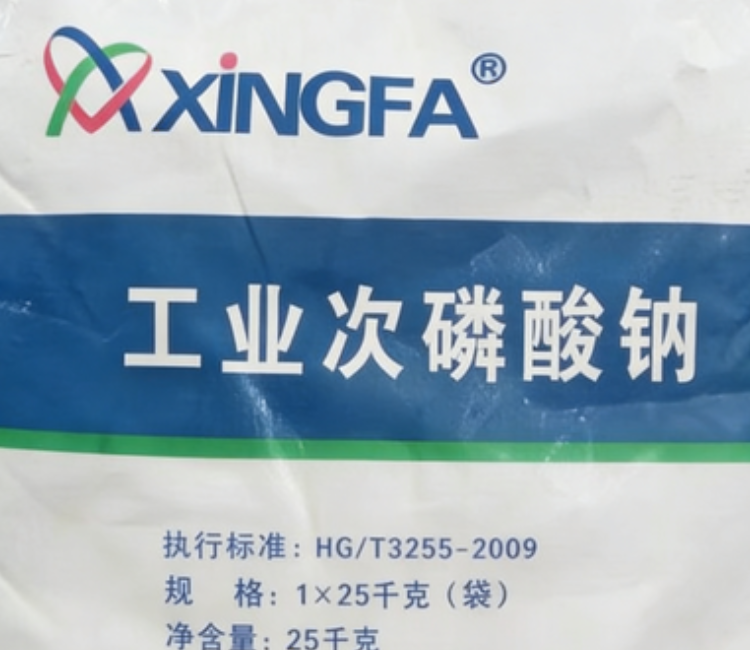 XiNGFA®
工业次磷酸钠
执行标准：HG/T3255-2009
规 格：1×25千克（袋）
净含量：25千克